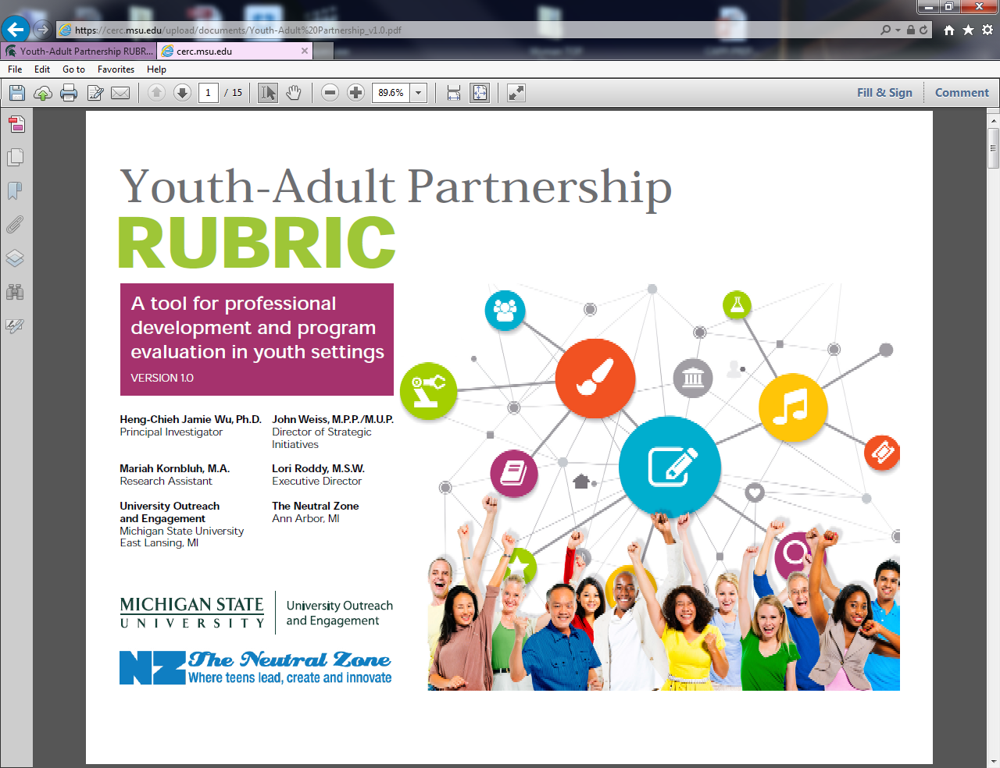 https://cerc.msu.edu/upload/documents/Youth-Adult%20Partnership_v1.0.pdf
Youth-Adult Partnership RUBR...
cerc.msu.edu
File Edit Go to Favorites Help
1 / 15
89.6%
Fill & Sign
Comment
Youth-Adult Partnership
RUBRIC
A tool for professional
development and program
evaluation in youth settings
VERSION 1.0
Heng-Chieh Jamie Wu, Ph.D.
Principal Investigator
John Weiss, M.P.P./M.U.P.
Director of Strategic
Initiatives
Mariah Kornbluh, M.A.
Research Assistant
Lori Roddy, M.S.W.
Executive Director
University Outreach
and Engagement
Michigan State University
East Lansing, MI
The Neutral Zone
Ann Arbor, MI
MICHIGAN STATE
UNIVERSITY
University Outreach
and Engagement
NZ The Neutral Zone
Where teens lead, create and innovate